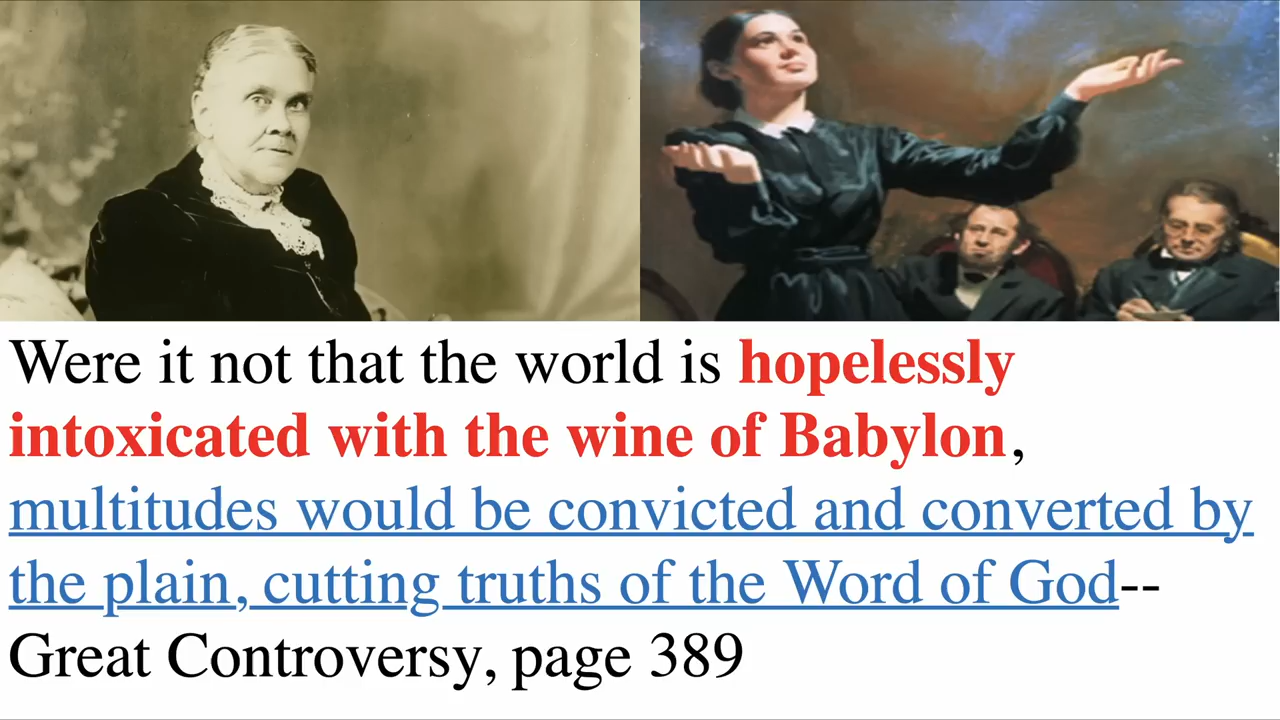 Were it not that the world is hopelessly
intoxicated with the wine of Babylon,
multitudes would be convicted and converted by
the plain, cutting truths of the Word of God--
Great Controversy, page 389